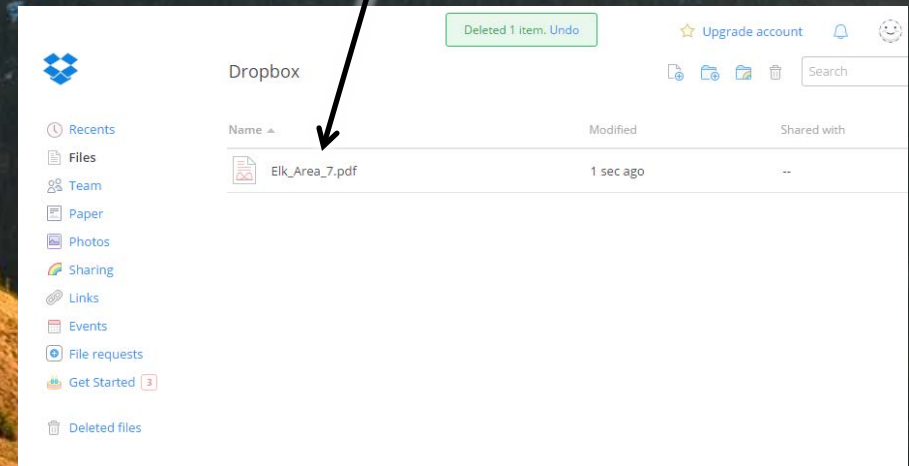 Deleted 1 item. Undo
Upgrade account
Dropbox
Search
Recents
Files
Team
Paper
Photos
Sharing
Links
Events
File requests
Get Started 3
Deleted files
Name
Modified
Shared with
Elk_Area_7.pdf
1 sec ago
--